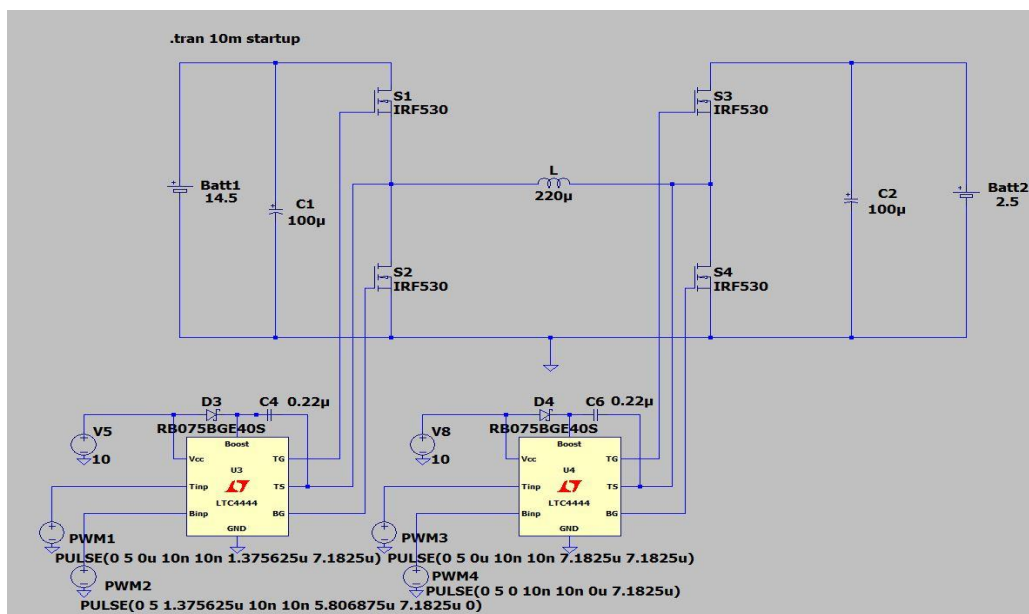 .tran 10m startup
S1
IRF530
S3
IRF530
L
220µ
Batt1
14.5
C1
100µ
C2
100µ
Batt2
2.5
S2
IRF530
S4
IRF530
D3
C4 0.22µ
RB075BGE40S
V5
10
Boost
Vcc
TG
U3
Tinp
TS
LTC4444
Binp
BG
GND
D4
C6 0.22µ
RB075BGE40S
V8
10
Boost
Vcc
TG
U4
Tinp
TS
LTC4444
Binp
BG
GND
PWM1
PULSE(0 5 0u 10n 10n 1.375625u 7.1825u)
PWM2
PULSE(0 5 1.375625u 10n 10n 5.806875u 7.1825u 0)
PWM3
PULSE(0 5 0u 10n 10n 7.1825u 7.1825u)
PWM4
PULSE(0 5 0 10n 10n 0u 7.1825u)